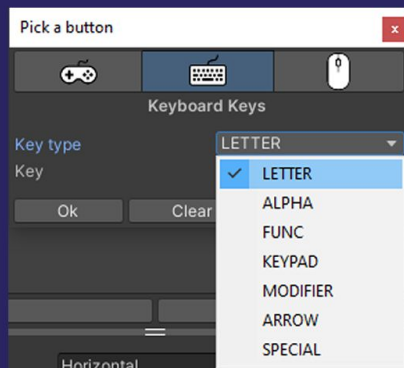 Pick a button
x
Keyboard Keys
Key type LETTER
Key
LETTER
Ok Clear
ALPHA
FUNC
KEYPAD
MODIFIER
ARROW
SPECIAL
Horizontal